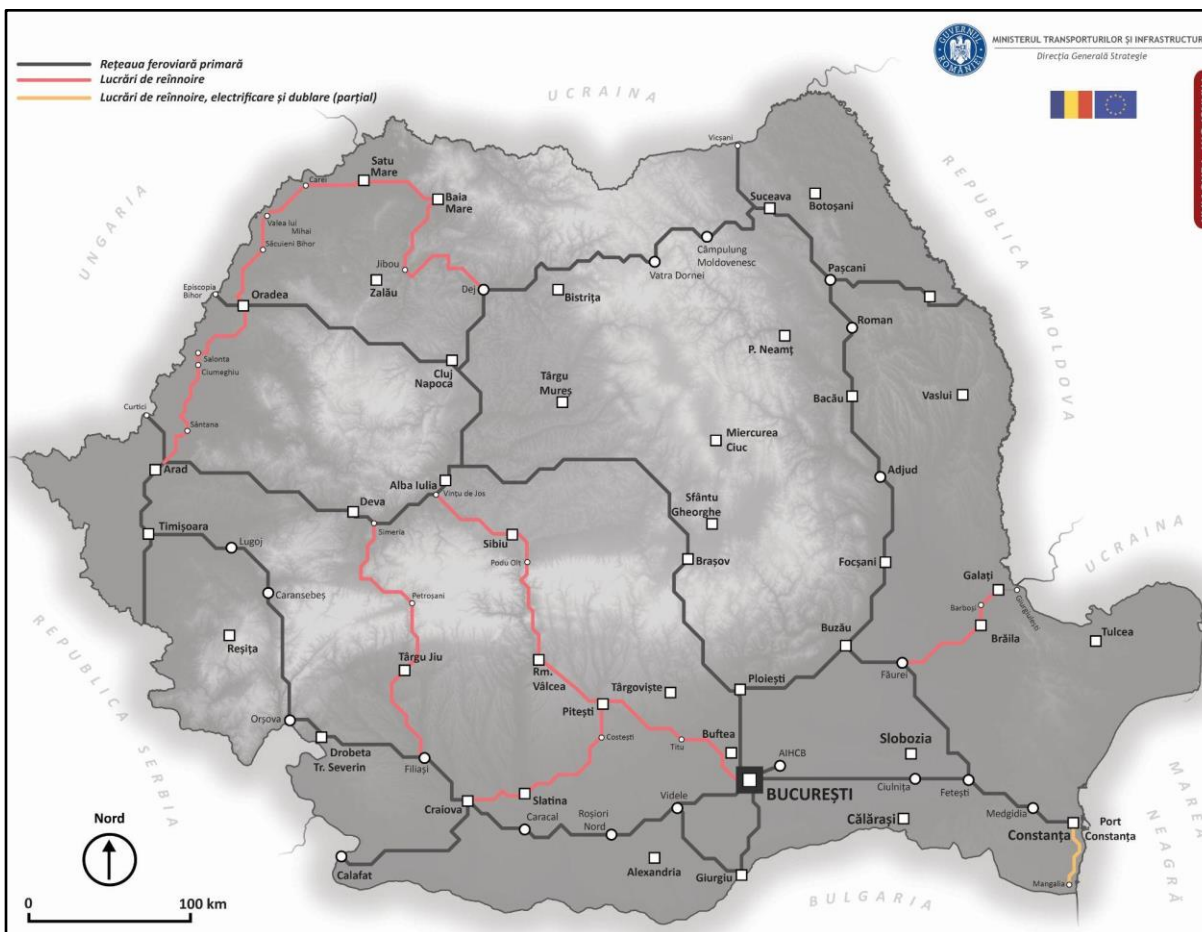 Rețeaua feroviară primară
Lucrări de reînnoire
Lucrări de reînnoire, electrificare și dublare (parțial)
GUVERNUL ROMÂNIEI
MINISTERUL TRANSPORTURILOR ȘI INFRASTRUCTUR
Direcția Generală Strategie
UCRAINA
UNGARIA
REPUBLICA
MOLDOVA
Vicșani
Satu
Mare
Carei
Baia
Mare
Suceava
Botoșani
Valea lui
Mihai
Săcuieni Bihor
Câmpulung
Moldovenesc
Jibou
Zalău
Vatra Dornei
Pașcani
Episcopia
Bihor
Oradea
Dej
Bistrița
Roman
P. Neamț
Salonta
Ciumeghiu
Cluj
Napoca
Târgu
Mureș
Bacău
Vaslui
Curtici
Sântana
Miercurea
Ciuc
Arad
Adjud
Alba Iulia
Vințu de Jos
Deva
Sfântu
Gheorghe
Timișoara
Simeria
Sibiu
Lugoj
Podu Olt
Brașov
Focșani
UCRAINA
Caransebeș
Petroșani
Galați
Giurgiulești
Barboși
Brăila
Tulcea
REPUBLICA SERBIA
Reșița
Buzău
Târgu Jiu
Rm.
Vâlcea
Făurei
Târgoviște
Ploiești
Pitești
Orșova
Costești
Titu
Buftea
Slobozia
Drobeta
Tr. Severin
Filiași
AIHCB
BUCUREȘTI
Ciulnița
Fetești
MAREA
NEAGRĂ
Craiova
Slatina
Videle
Medgidia
Roșiori
Nord
Caracal
Călărași
Constanța
Port
Constanța
Nord
Calafat
Alexandria
Giurgiu
Mangalia
BULGARIA
0
100 km